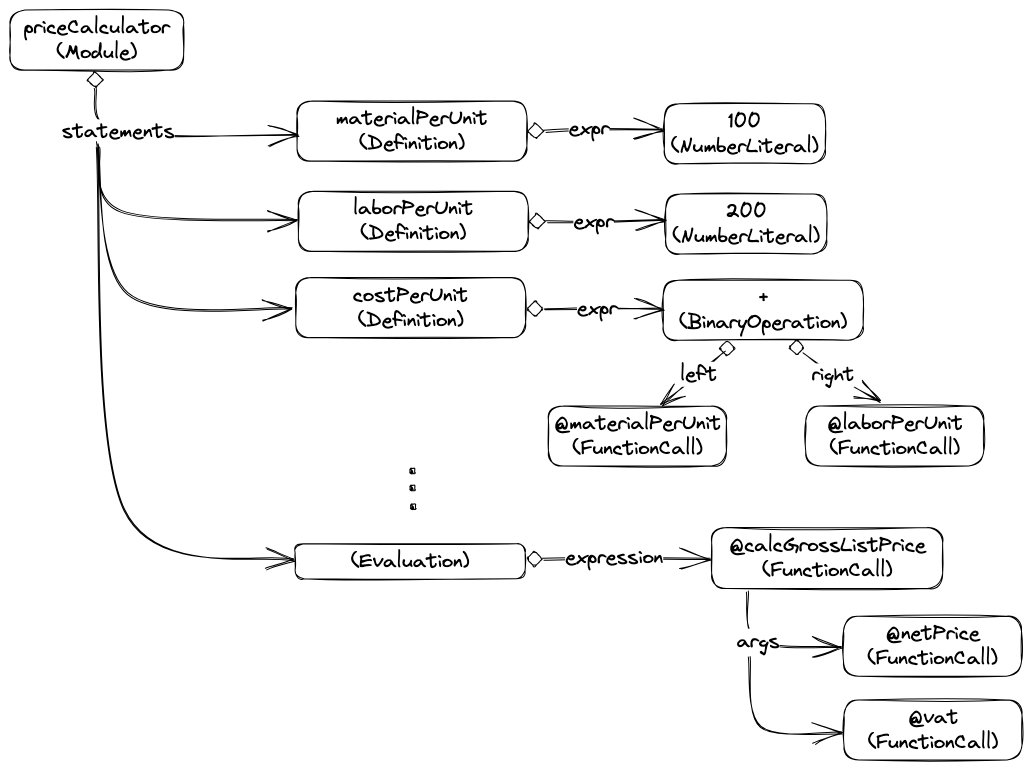 priceCalculator
(Module)
statements
materialPerUnit
(Definition)
expr
100
(NumberLiteral)
laborPerUnit
(Definition)
expr
200
(NumberLiteral)
costPerUnit
(Definition)
expr
+
(BinaryOperation)
left
right
@materialPerUnit
(FunctionCall)
@laborPerUnit
(FunctionCall)
(Evaluation)
expression
@calcGrossListPrice
(FunctionCall)
args
@netPrice
(FunctionCall)
@vat
(FunctionCall)